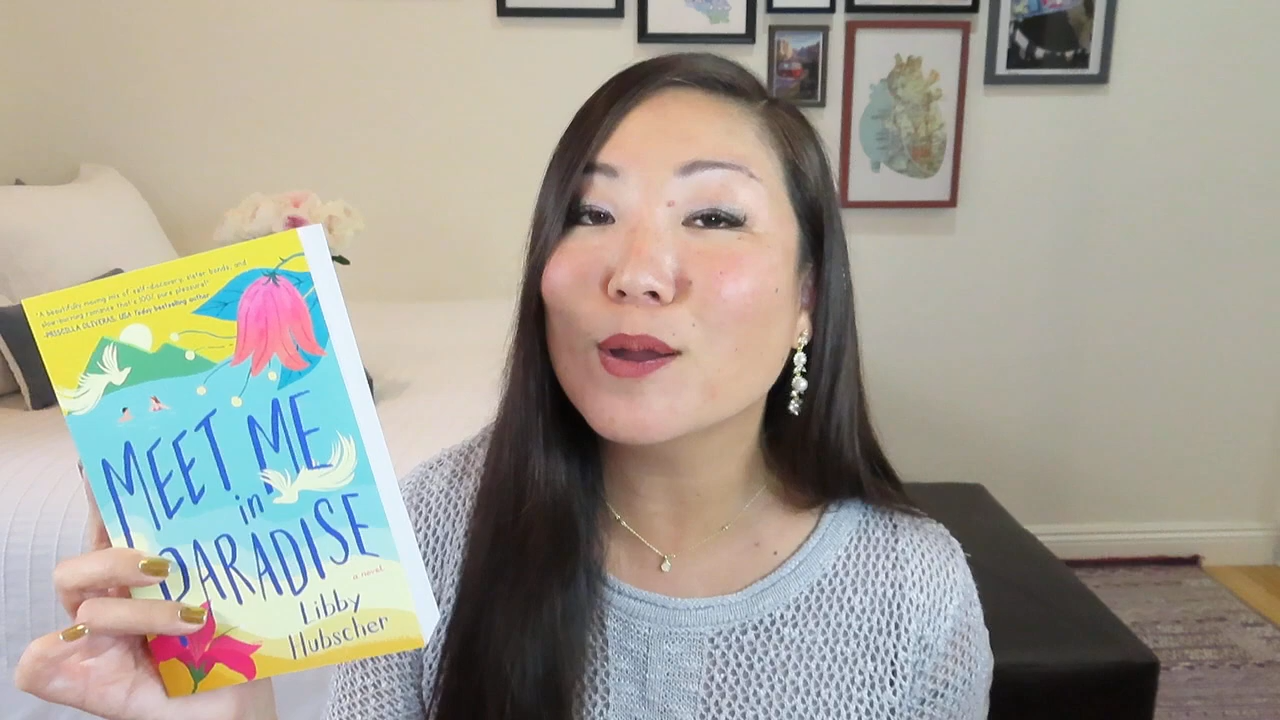 "A beautifully moving mix of self-discovery, sister bonds, and
slow-burning romance that's 100% pure pleasure!"
-PRISCILLA OLIVERAS, USA Today bestselling author
MEET ME
in
PARADISE
a novel
Libby
Hubscher